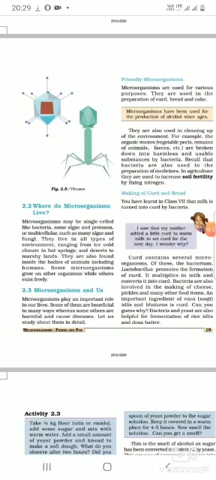 20:29
2019-2020
Fig. 2.5 : Viruses
2.2 Where do Microorganisms
Live?
Microorganisms may be single-celled
like bacteria, some algae and protozoa,
or multicellular, such as many algae and
fungi. They live in all types of
environment, ranging from ice cold
climate to hot springs; and deserts to
marshy lands. They are also found
inside the bodies of animals including
humans. Some microorganisms
grow on other organisms while others
exist freely.
2.3 Microorganisms and Us
Microorganisms play an important role
in our lives. Some of them are beneficial
in many ways whereas some others are
harmful and cause diseases. Let us
study about them in detail.
Friendly Microorganisms
Microorganisms are used for various
purposes. They are used in the
preparation of curd, bread and cake.
Microorganisms have been used for
the production of alcohol since ages.
They are also used in cleaning up
of the environment. For example, the
organic wastes (vegetable peels, remains
of animals, faeces, etc.) are broken
down into harmless and usable
substances by bacteria. Recall that
bacteria are also used in the
preparation of medicines. In agriculture
they are used to increase soil fertility
by fixing nitrogen.
Making of Curd and Bread
You have learnt in Class VII that milk is
turned into curd by bacteria.
I saw that my mother
added a little curd to warm
milk to set curd for the
next day. I wonder why?
Curd contains several micro-
organisms. Of these, the bacterium,
Lactobacillus promotes the formation
of curd. It multiplies in milk and
converts it into curd. Bacteria are also
involved in the making of cheese,
pickles and many other food items. An
important ingredient of rava (sooji)
idlis and bhaturas is curd. Can you
guess why? Bacteria and yeast are also
helpful for fermentation of rice idlis
and dosa batter.
19
2019-2020
Activity 2.3
Take ½ kg flour (atta or maida),
add some sugar and mix with
warm water. Add a small amount
of yeast powder and knead to
make a soft dough. What do you
observe after two hours? Did you
spoon of yeast powder to the sugar
solution. Keep it covered in a warm
place for 4-5 hours. Now smell the
solution. Can you get a smell?
This is the smell of alcohol as sugar
has been converted